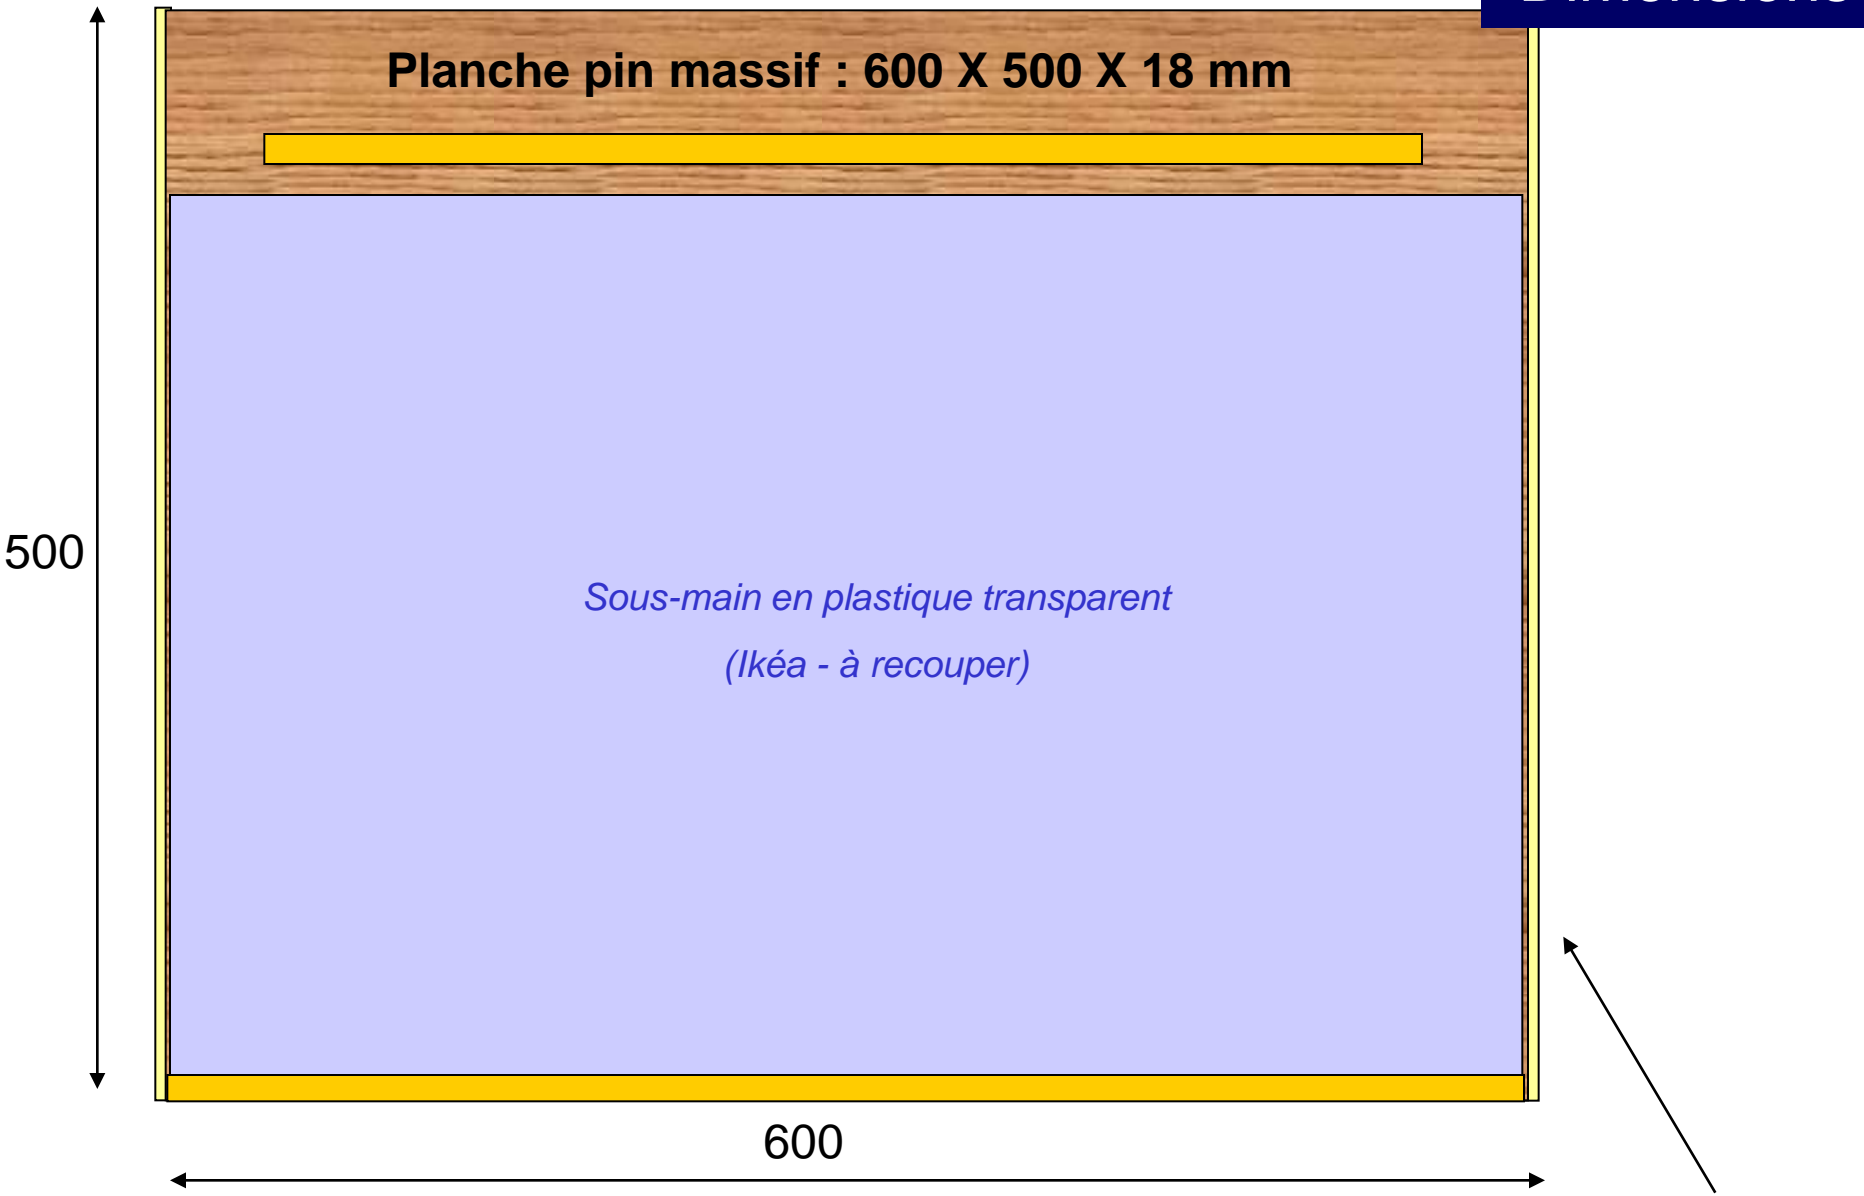 Planche pin massif : 600 X 500 X 18 mm
500
Sous-main en plastique transparent
(Ikéa - à recouper)
600